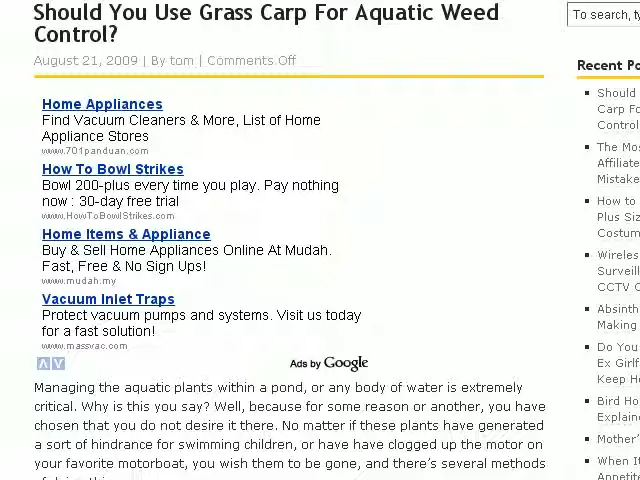 Should You Use Grass Carp For Aquatic Weed
Control?
August 21, 2009 | By tom | Comments Off
Home Appliances
Find Vacuum Cleaners & More, List of Home
Appliance Stores
www.701panduan.com
How To Bowl Strikes
Bowl 200-plus every time you play. Pay nothing
now : 30-day free trial
www.HowToBowlStrikes.com
Home Items & Appliance
Buy & Sell Home Appliances Online At Mudah.
Fast, Free & No Sign Ups!
www.mudah.my
Vacuum Inlet Traps
Protect vacuum pumps and systems. Visit us today
for a fast solution!
www.massvac.com
Ads by Google
Managing the aquatic plants within a pond, or any body of water is extremely
critical. Why is this you say? Well, because for some reason or another, you have
chosen that you do not desire it there. No matter if these plants have generated
a sort of hindrance for swimming children, or have have clogged up the motor on
your favorite motorboat, you wish them to be gone, and there's several methods
To search, ty
Recent Po
Should
Carp Fo
Control
The Mos
Affiliate
Mistake
How to
Plus Siz
Costum
Wireles
Surveill
CCTV C
Absinth
Making
Do You
Ex Girlf
Keep He
Bird Ho
Explaine
Mother'
When It
Appetite